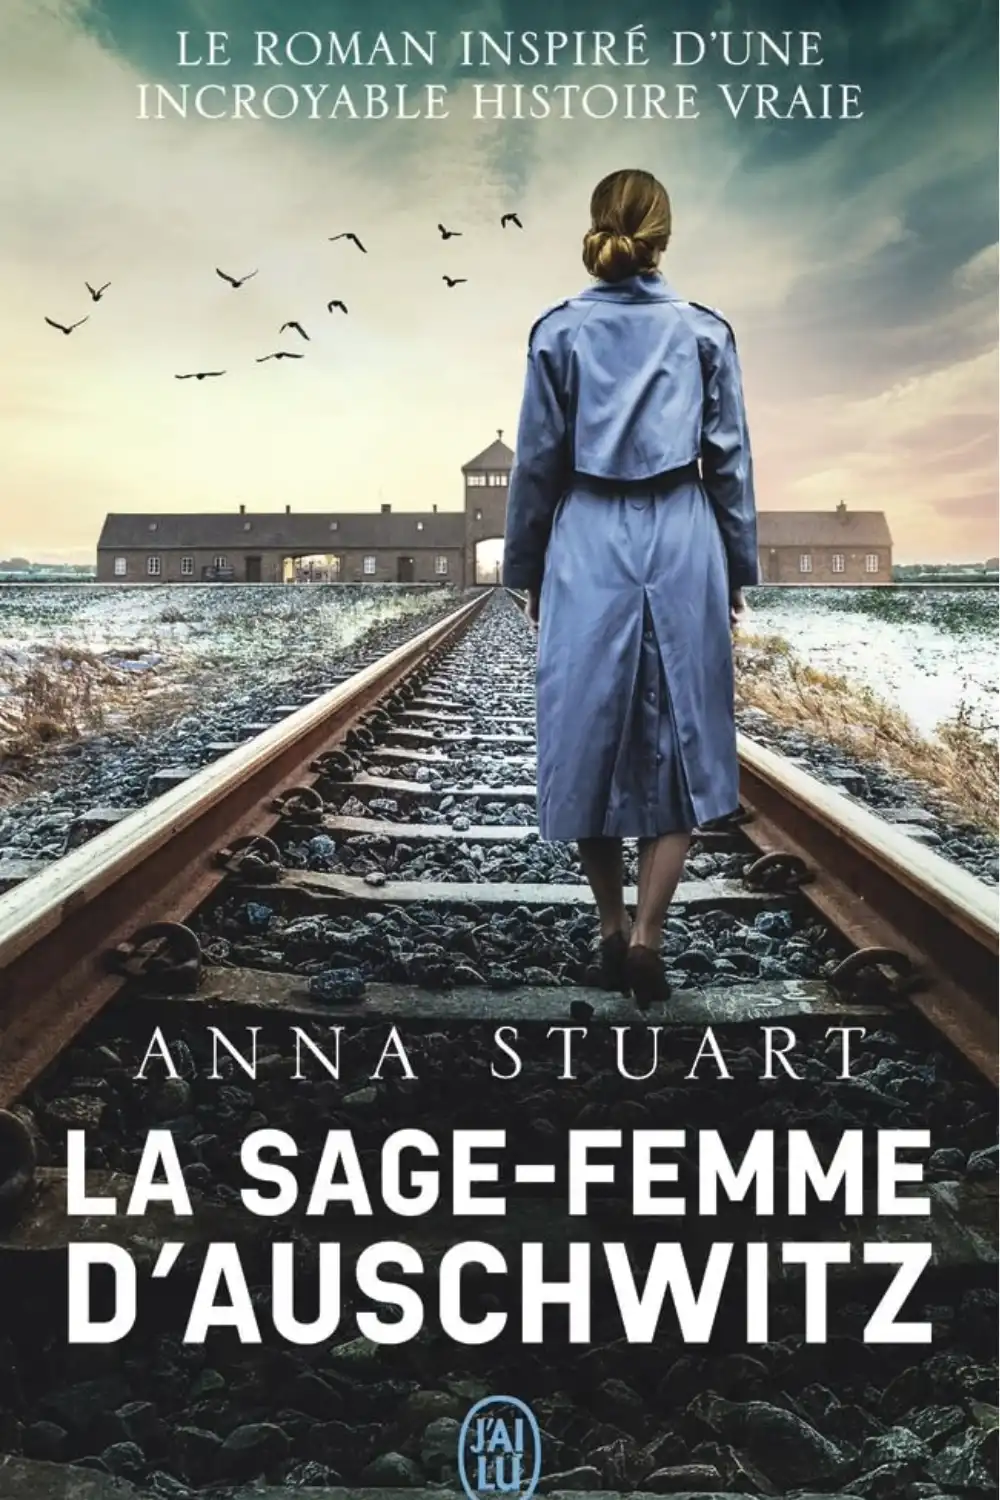 LE ROMAN INSPIRÉ D'UNE
INCROYABLE HISTOIRE VRAIE
ANNA STUART
LA SAGE-FEMME
D'AUSCHWITZ
J'AI
LU